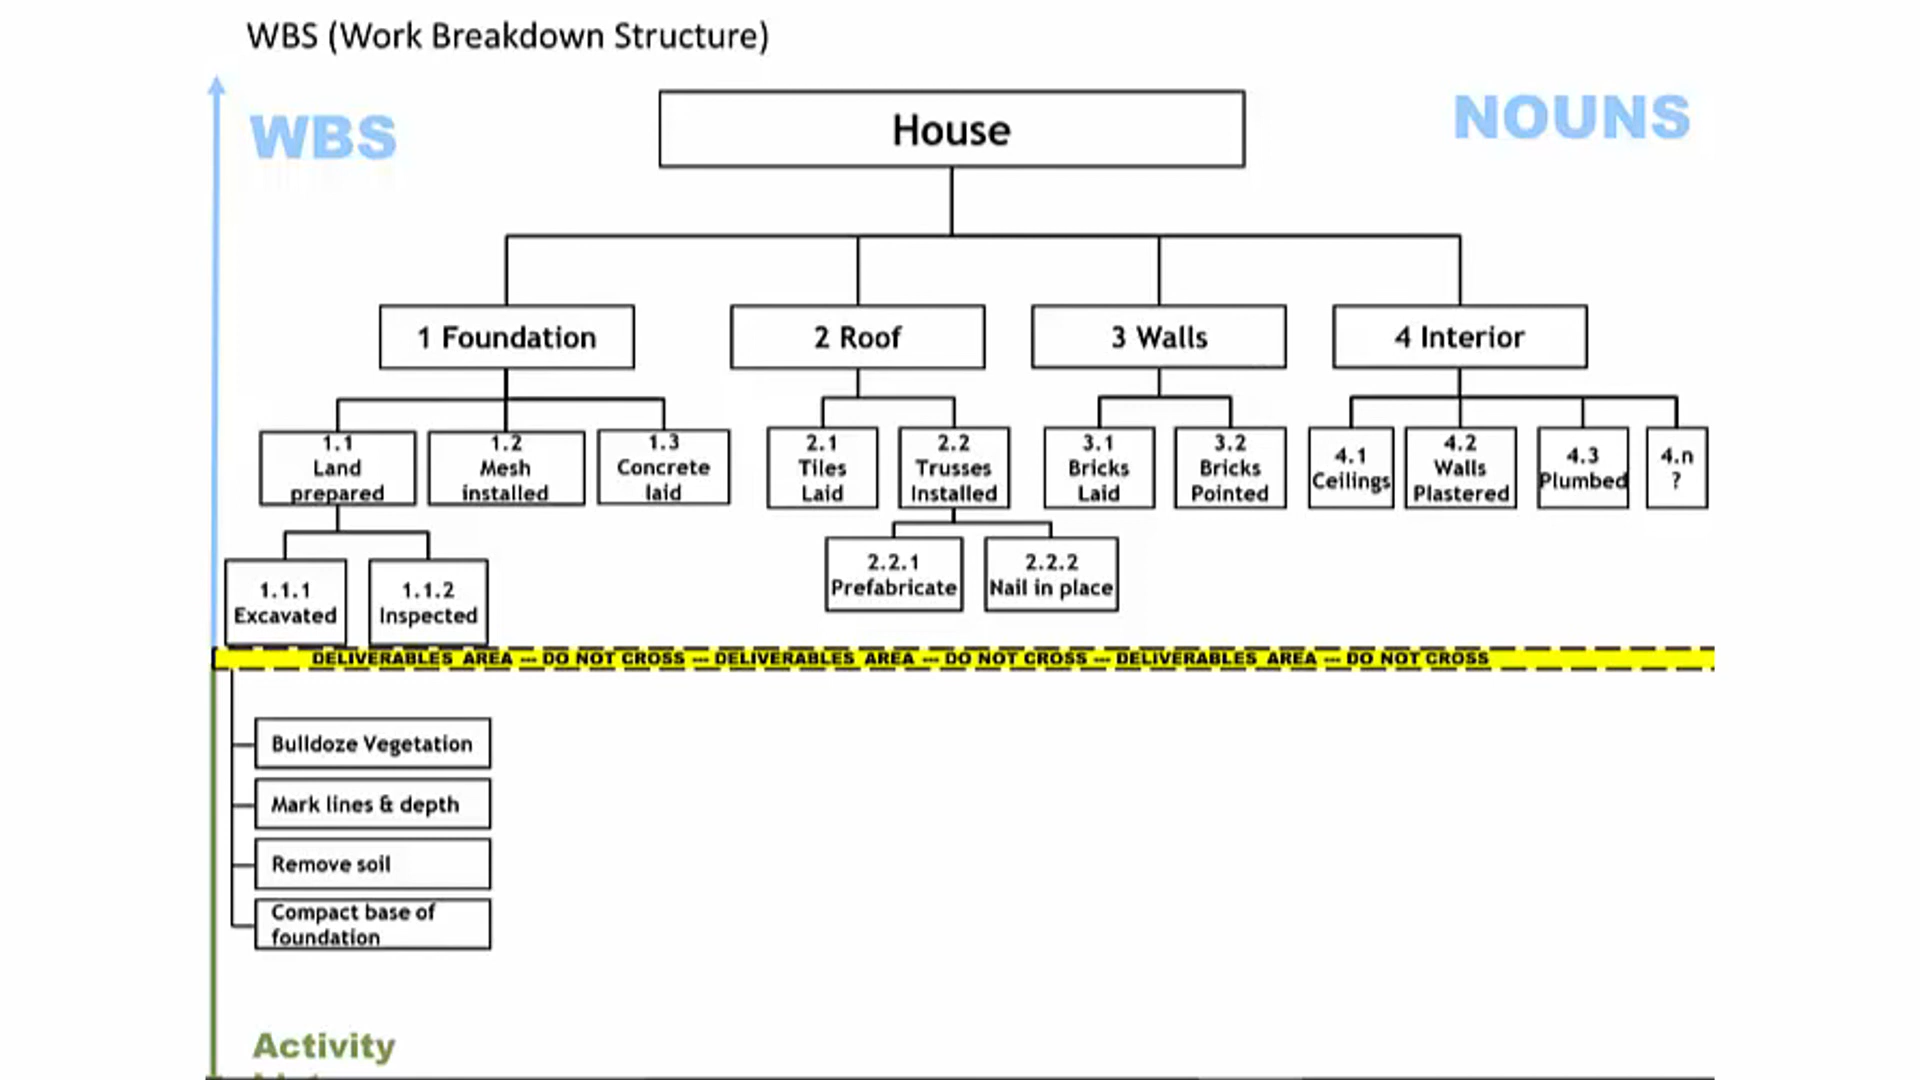 WBS (Work Breakdown Structure)
WBS
NOUNS
House
1 Foundation
2 Roof
3 Walls
4 Interior
1.1
Land
prepared
1.2
Mesh
installed
1.3
Concrete
laid
2.1
Tiles
Laid
2.2
Trusses
Installed
3.1
Bricks
Laid
3.2
Bricks
Pointed
4.1
Ceilings
4.2
Walls
Plastered
4.3
Plumbed
4.n
?
1.1.1
Excavated
1.1.2
Inspected
2.2.1
Prefabricate
2.2.2
Nail in place
DELIVERABLES AREA --- DO NOT CROSS --- DELIVERABLES AREA --- DO NOT CROSS --- DELIVERABLES AREA --- DO NOT CROSS
Bulldoze Vegetation
Mark lines & depth
Remove soil
Compact base of
foundation
Activity